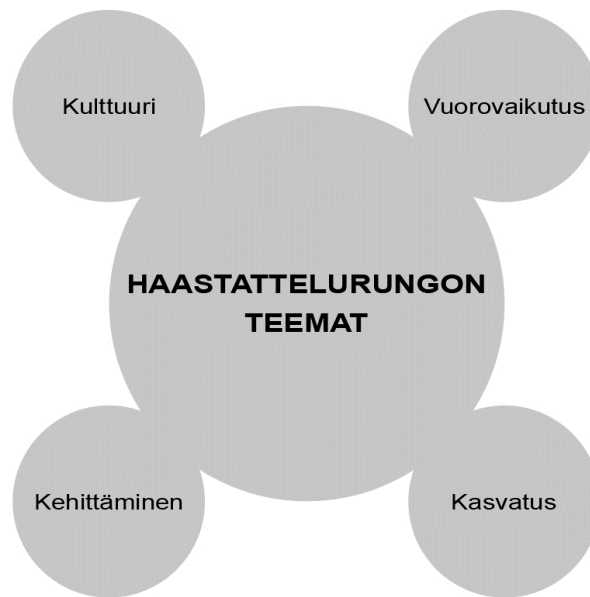 Kulttuuri
Vuorovaikutus
HAASTATTELURUNGON
TEEMAT
Kehittäminen
Kasvatus